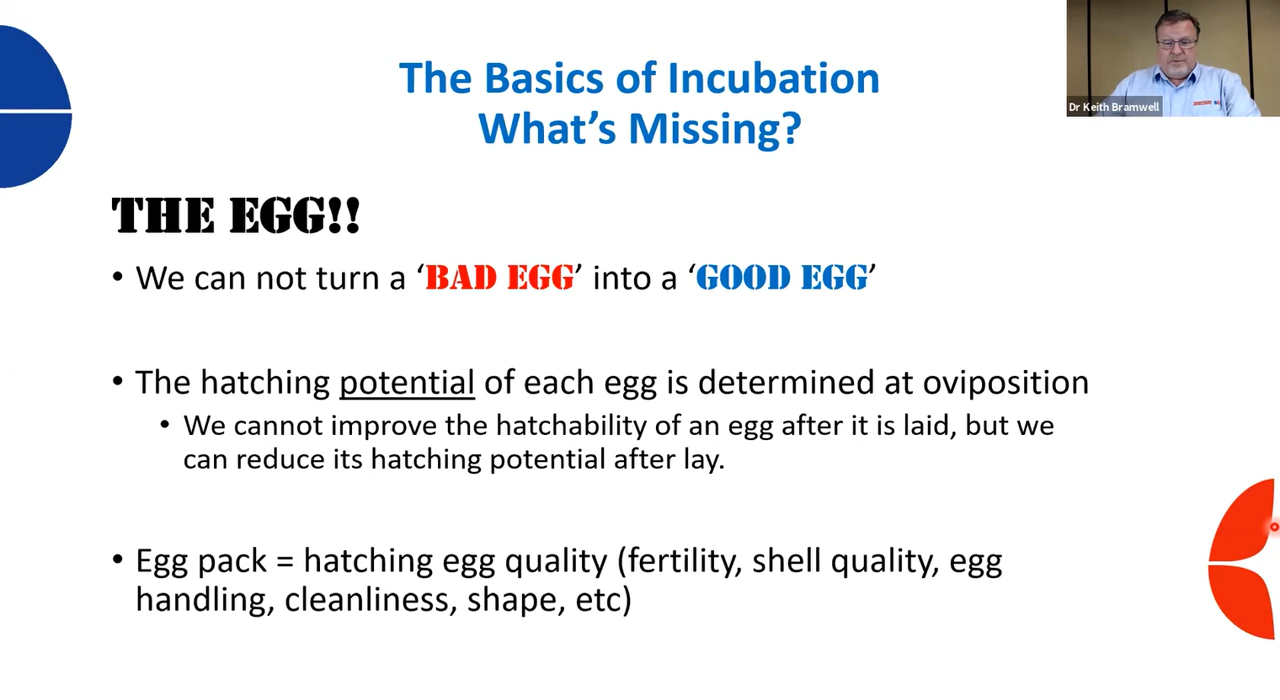 The Basics of Incubation
What's Missing?
Dr Keith Bramwell
THE EGG!!
• We can not turn a ‘BAD EGG’ into a ‘GOOD EGG’
• The hatching potential of each egg is determined at oviposition
• We cannot improve the hatchability of an egg after it is laid, but we
can reduce its hatching potential after lay.
• Egg pack = hatching egg quality (fertility, shell quality, egg
handling, cleanliness, shape, etc)